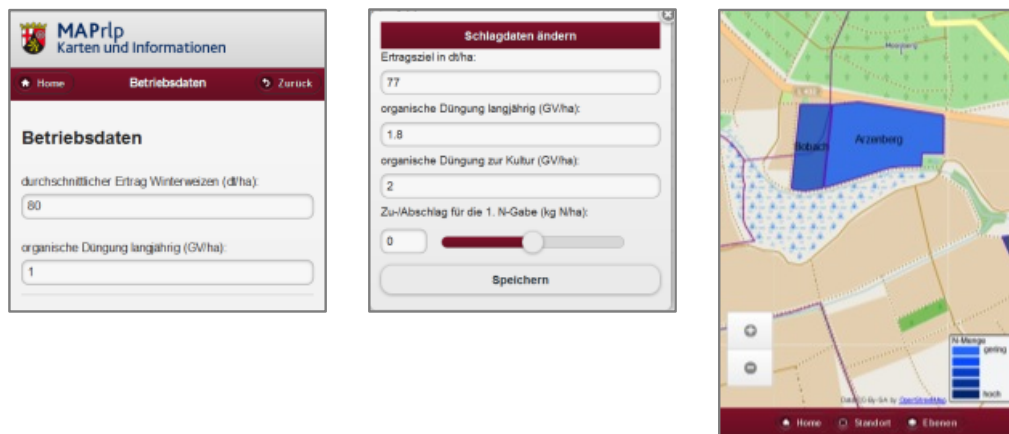 MAPrlp
Karten und Informationen
Home Betriebsdaten Zurück
Betriebsdaten
durchschnittlicher Ertrag Winterweizen (dt/ha):
80
organische Düngung langjährig (GV/ha):
1
Schlagdaten ändern
Ertragsziel in dt/ha:
77
organische Düngung langjährig (GV/ha):
1.8
organische Düngung zur Kultur (GV/ha):
2
Zu-/Abschlag für die 1. N-Gabe (kg N/ha):
0
Speichern
Arzenberg
N-Menge
gering
hoch
by OpenStreetMap
Home Standort Ebenen